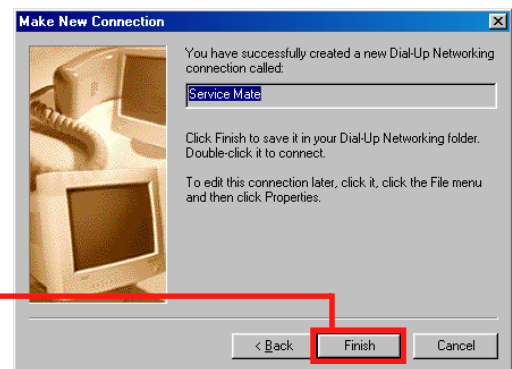 Make New Connection
You have successfully created a new Dial-Up Networking
connection called:
Service Mate
Click Finish to save it in your Dial-Up Networking folder.
Double-click it to connect.
To edit this connection later, click it, click the File menu
and then click Properties.
< Back
Finish
Cancel